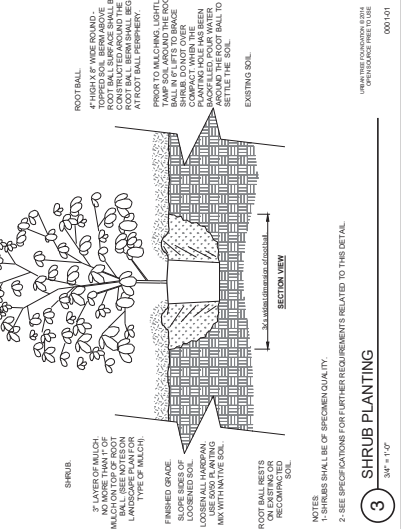 SHRUB.
3" LAYER OF MULCH.
NO MORE THAN 1" OF
MULCH ON TOP OF ROOT
BALL. (SEE NOTES ON
LANDSCAPE PLAN FOR
TYPE OF MULCH).
FINISHED GRADE.
SLOPE SIDES OF
LOOSENED SOIL.
LOOSEN ALL HARDPAN.
USE 50/50 PLANTING
MIX WITH NATIVE SOIL.
ROOT BALL RESTS
ON EXISTING OR
RECOMPACTED
SOIL.
ROOT BALL.
4" HIGH X 8" WIDE ROUND -
TOPPED SOIL BERM ABOVE
ROOT BALL SURFACE SHALL B
CONSTRUCTED AROUND THE
ROOT BALL. BERM SHALL BEG
AT ROOT BALL PERIPHERY.
PRIOR TO MULCHING, LIGHTL
TAMP SOIL AROUND THE ROO
BALL IN 6" LIFTS TO BRACE
SHRUB. DO NOT OVER
COMPACT. WHEN THE
PLANTING HOLE HAS BEEN
BACKFILLED, POUR WATER
AROUND THE ROOT BALL TO
SETTLE THE SOIL.
EXISTING SOIL.
3x's widest dimension of root ball.
SECTION VIEW
NOTES:
1- SHRUBS SHALL BE OF SPECIMEN QUALITY.
2- SEE SPECIFICATIONS FOR FURTHER REQUIREMENTS RELATED TO THIS DETAIL.
3
SHRUB PLANTING
3/4" = 1'-0"
URBAN TREE FOUNDATION © 2014
OPEN SOURCE FREE TO USE
0001-01